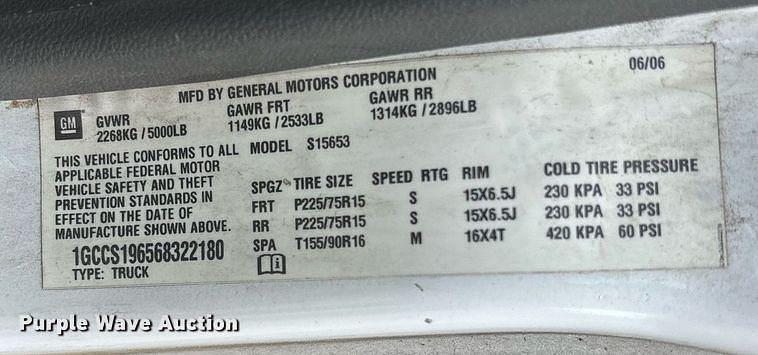 MFD BY GENERAL MOTORS CORPORATION 06/06
GM
GVWR GAWR FRT GAWR RR
2268KG / 5000LB 1149KG / 2533LB 1314KG / 2896LB
THIS VEHICLE CONFORMS TO ALL
APPLICABLE FEDERAL MOTOR
VEHICLE SAFETY AND THEFT
PREVENTION STANDARDS IN
EFFECT ON THE DATE OF
MANUFACTURE SHOWN ABOVE.
1GCCS196568322180
TYPE: TRUCK
MODEL S15653
SPGZ TIRE SIZE SPEED RTG RIM COLD TIRE PRESSURE
FRT P225/75R15 S 15X6.5J 230 KPA 33 PSI
RR P225/75R15 S 15X6.5J 230 KPA 33 PSI
SPA T155/90R16 M 16X4T 420 KPA 60 PSI
Purple Wave Auction